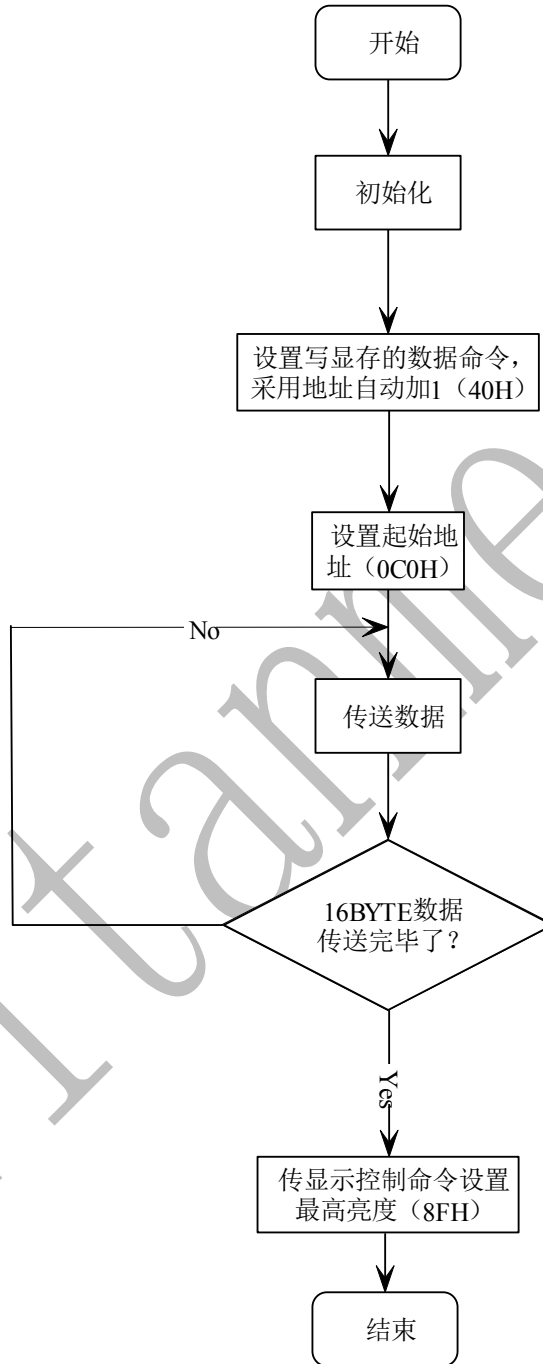 开始
初始化
设置写显存的数据命令，
采用地址自动加1（40H）
设置起始地
址（0C0H）
No
传送数据
16BYTE数据
传送完毕了？
Yes
传显示控制命令设置
最高亮度（8FH）
结束